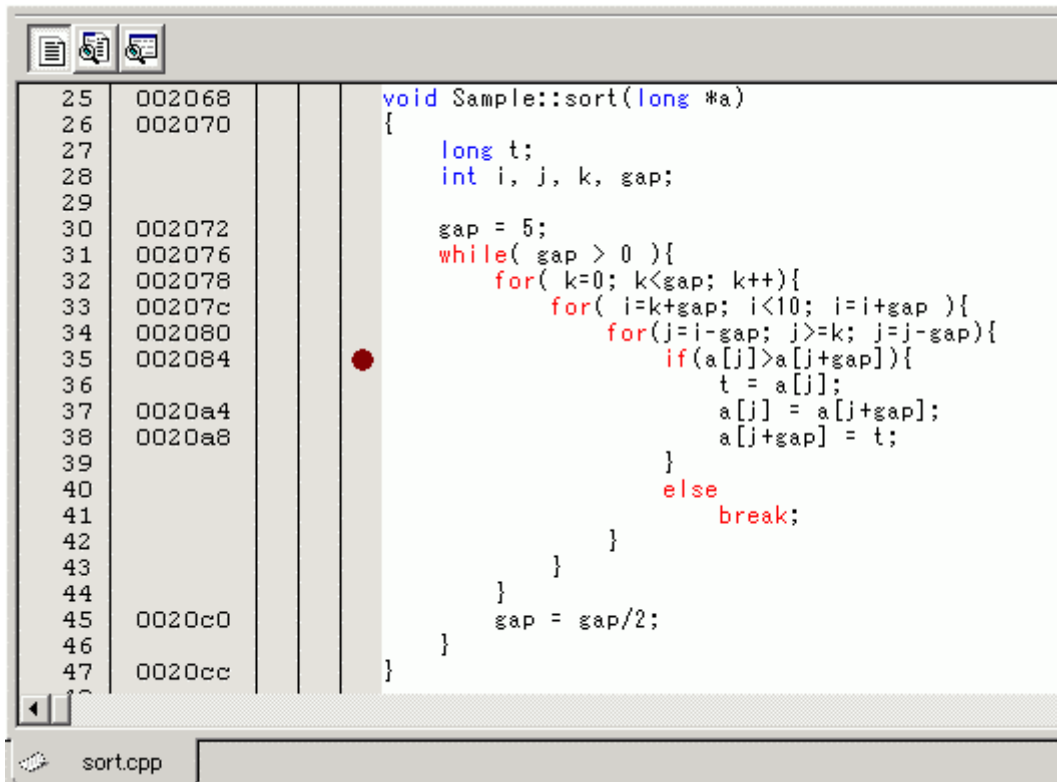 25 002068 void Sample::sort(long *a)
26 002070 {
27 long t;
28 int i, j, k, gap;
29
30 002072 gap = 5;
31 002076 while( gap > 0 ){
32 002078 for( k=0; k<gap; k++){
33 00207c for( i=k+gap; i<10; i=i+gap ){
34 002080 for(j=i-gap; j>=k; j=j-gap){
35 002084 if(a[j]>a[j+gap]){
36 t = a[j];
37 0020a4 a[j] = a[j+gap];
38 0020a8 a[j+gap] = t;
39 }
40 else
41 break;
42 }
43 }
44 }
45 0020c0 gap = gap/2;
46 }
47 0020cc }
sort.cpp